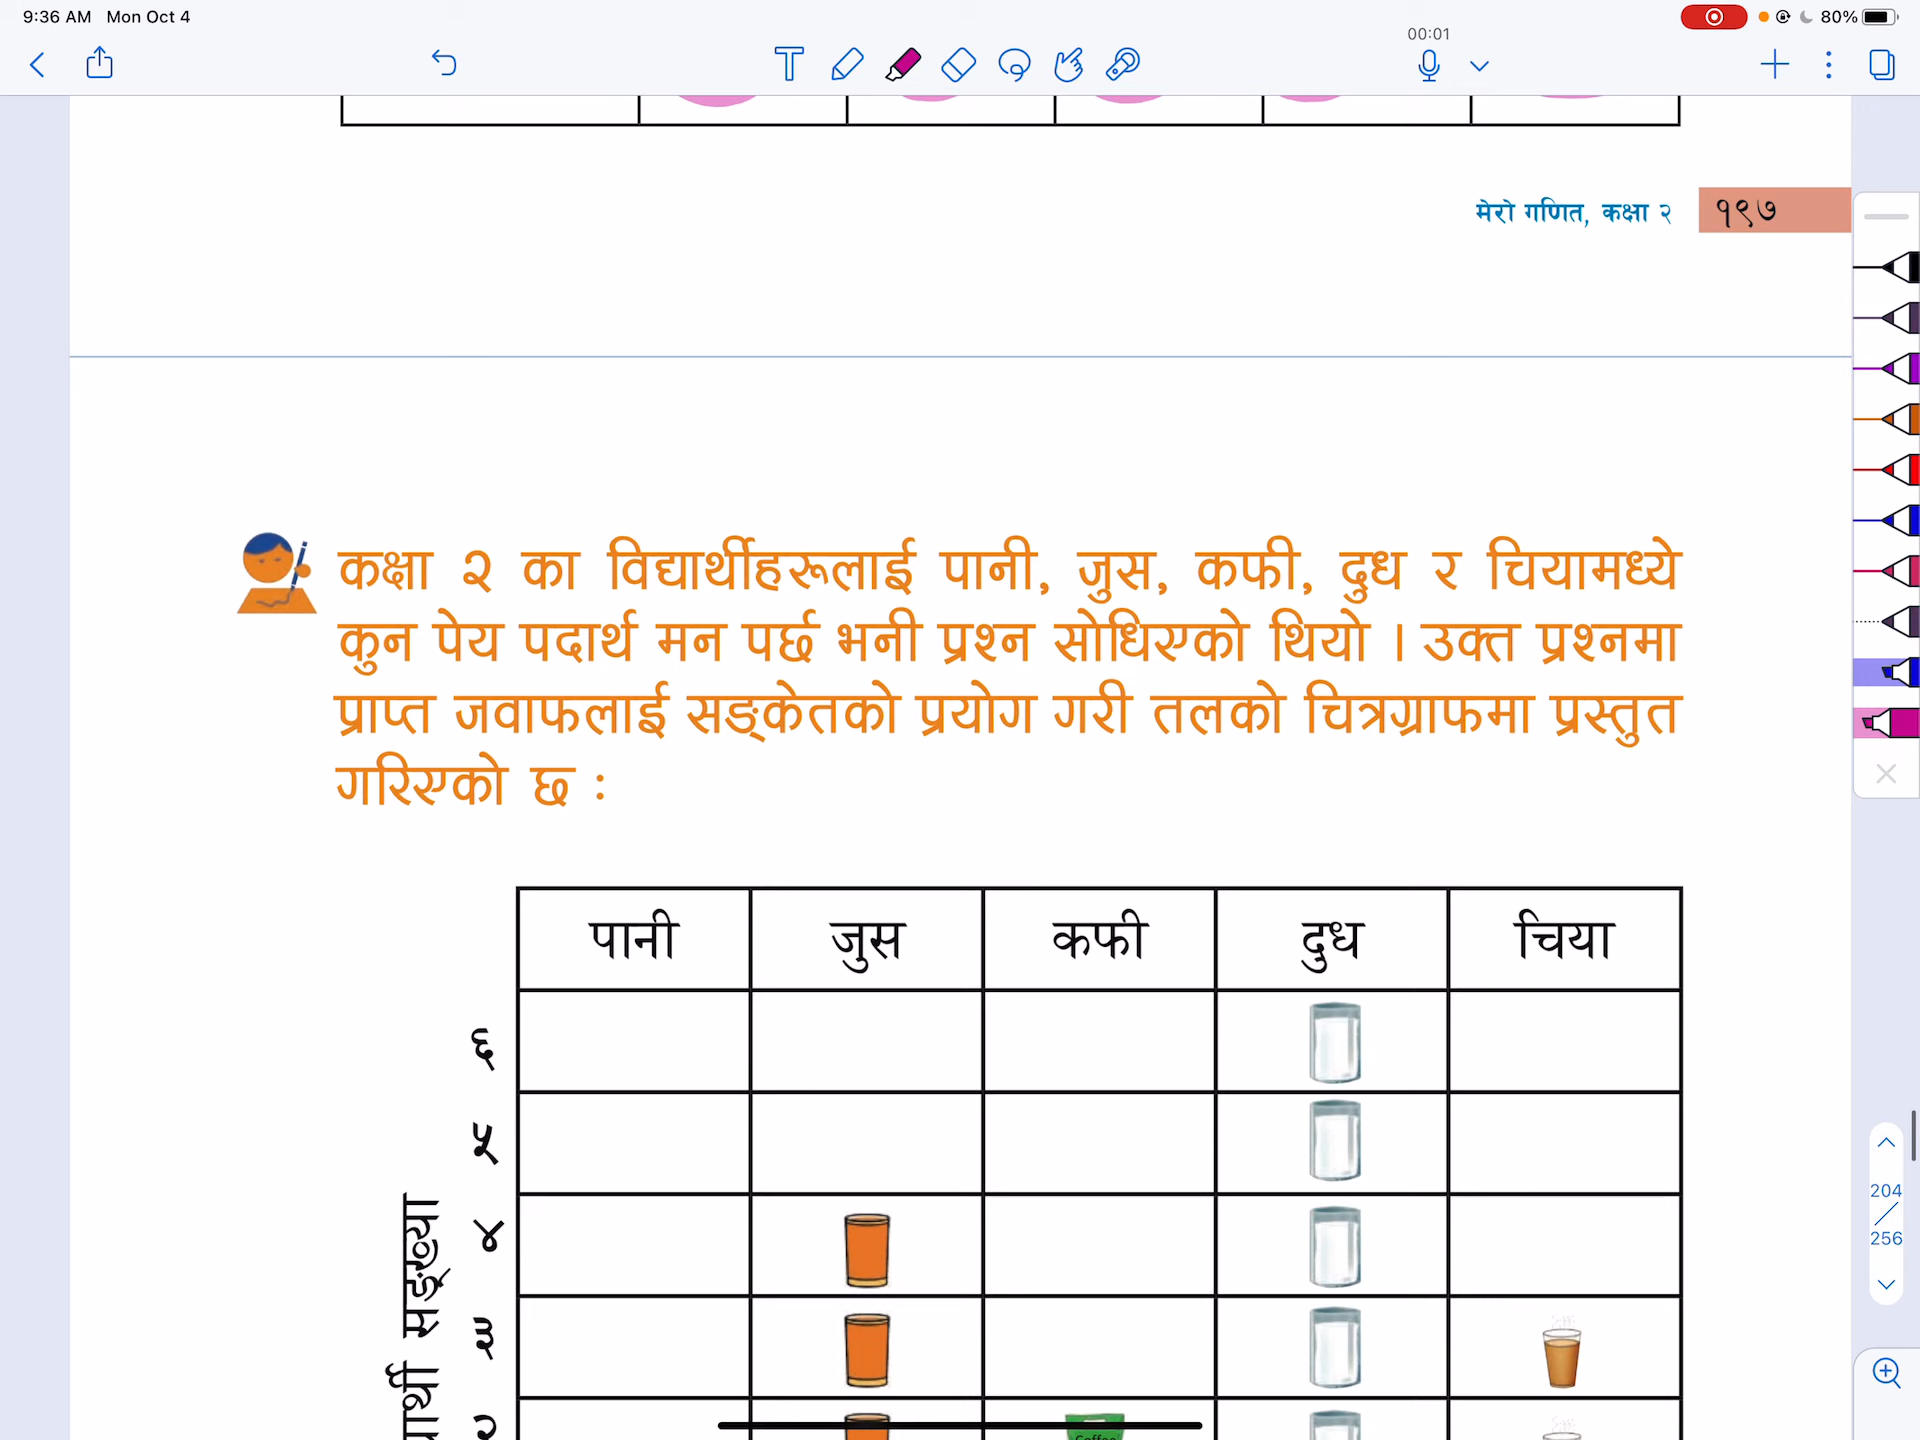 9:36 AM Mon Oct 4
80%
00:01
मेरो गणित, कक्षा २ १९७
कक्षा २ का विद्यार्थीहरूलाई पानी, जुस, कफी, दुध र चियामध्ये
कुन पेय पदार्थ मन पर्छ भनी प्रश्न सोधिएको थियो । उक्त प्रश्नमा
प्राप्त जवाफलाई सङ्केतको प्रयोग गरी तलको चित्रग्राफमा प्रस्तुत
गरिएको छ :
पानी जुस कफी दुध चिया
६
५
४
३
सङ्ख्या
204
256
Coffee